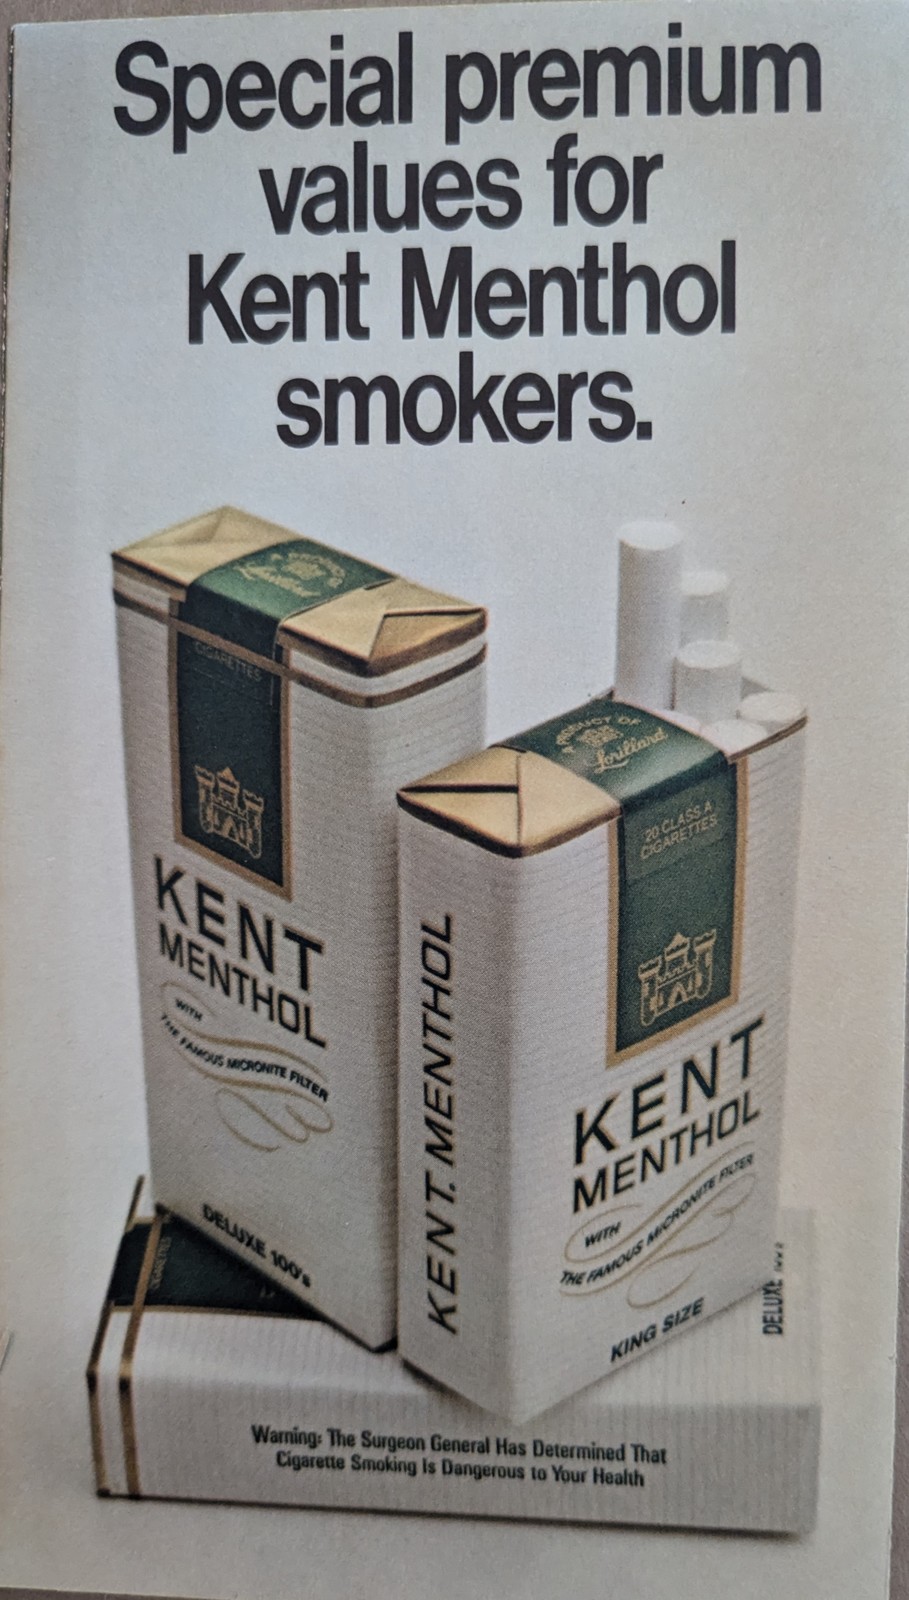 Special premium
values for
Kent Menthol
smokers.
CIGARETTES
KENT
MENTHOL
WITH
THE FAMOUS MICRONITE FILTER
DELUXE 100's
A PRODUCT OF
Lorillard
20 CLASS A
CIGARETTES
KENT. MENTHOL
KENT
MENTHOL
WITH
THE FAMOUS MICRONITE FILTER
KING SIZE
DELUXE
Warning: The Surgeon General Has Determined That
Cigarette Smoking Is Dangerous to Your Health